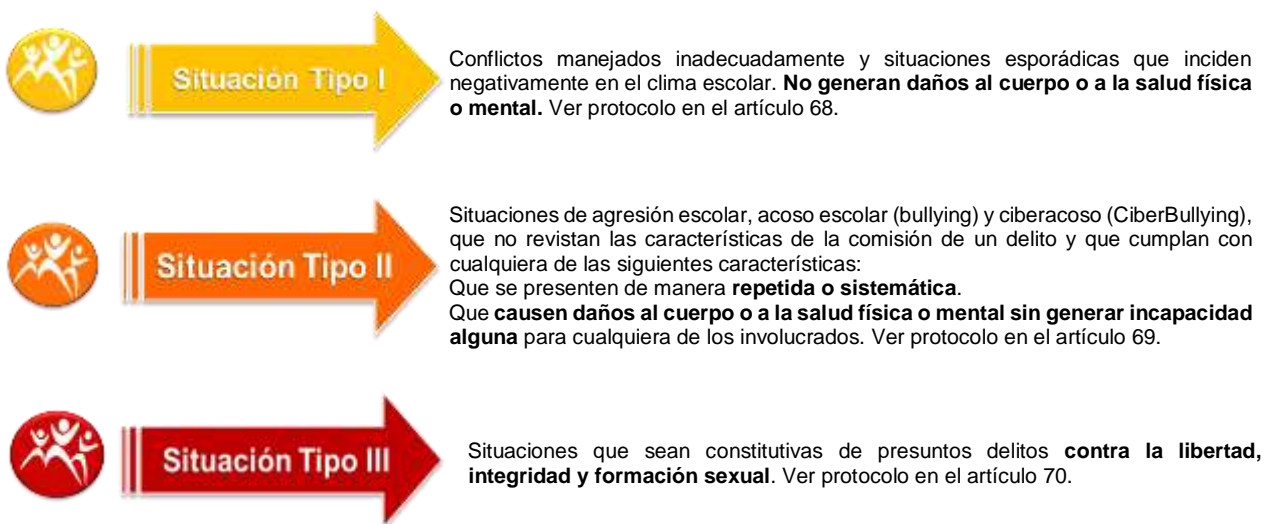 Situación Tipo I
Conflictos manejados inadecuadamente y situaciones esporádicas que inciden
negativamente en el clima escolar. No generan daños al cuerpo o a la salud física
o mental. Ver protocolo en el artículo 68.
Situación Tipo II
Situaciones de agresión escolar, acoso escolar (bullying) y ciberacoso (CiberBullying),
que no revistan las características de la comisión de un delito y que cumplan con
cualquiera de las siguientes características:
Que se presenten de manera repetida o sistemática.
Que causen daños al cuerpo o a la salud física o mental sin generar incapacidad
alguna para cualquiera de los involucrados. Ver protocolo en el artículo 69.
Situación Tipo III
Situaciones que sean constitutivas de presuntos delitos contra la libertad,
integridad y formación sexual. Ver protocolo en el artículo 70.